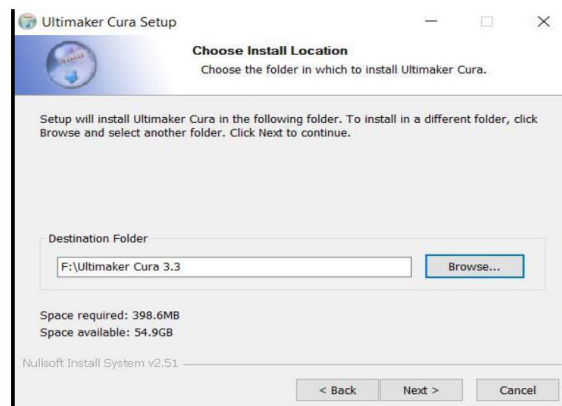 Ultimaker Cura Setup
Choose Install Location
Choose the folder in which to install Ultimaker Cura.
Setup will install Ultimaker Cura in the following folder. To install in a different folder, click
Browse and select another folder. Click Next to continue.
Destination Folder
F:\Ultimaker Cura 3.3
Browse...
Space required: 398.6MB
Space available: 54.9GB
Nullsoft Install System v2.51
< Back Next > Cancel